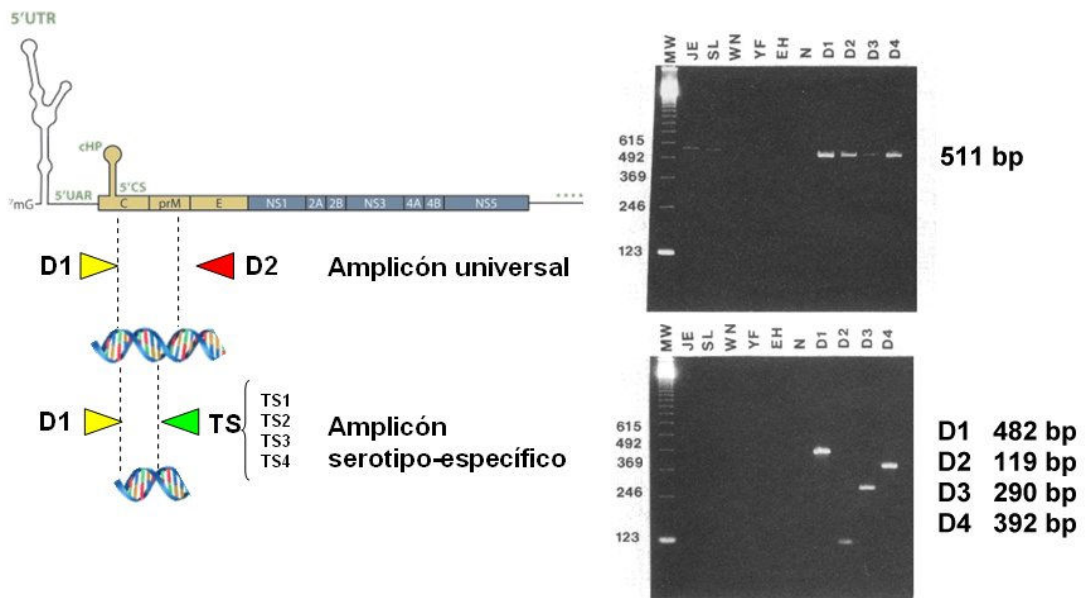 5'UTR
cHP
5'CS
5'UAR
7mG
C prM E NS1 2A 2B NS3 4A 4B NS5
D1 D2 Amplicón universal
D1 TS
TS1
TS2
TS3
TS4
Amplicón
serotipo-específico
MW JE SL WN YF EH N D1 D2 D3 D4
615
492
369
246
123
511 bp
MW JE SL WN YF EH N D1 D2 D3 D4
615
492
369
246
123
D1 482 bp
D2 119 bp
D3 290 bp
D4 392 bp